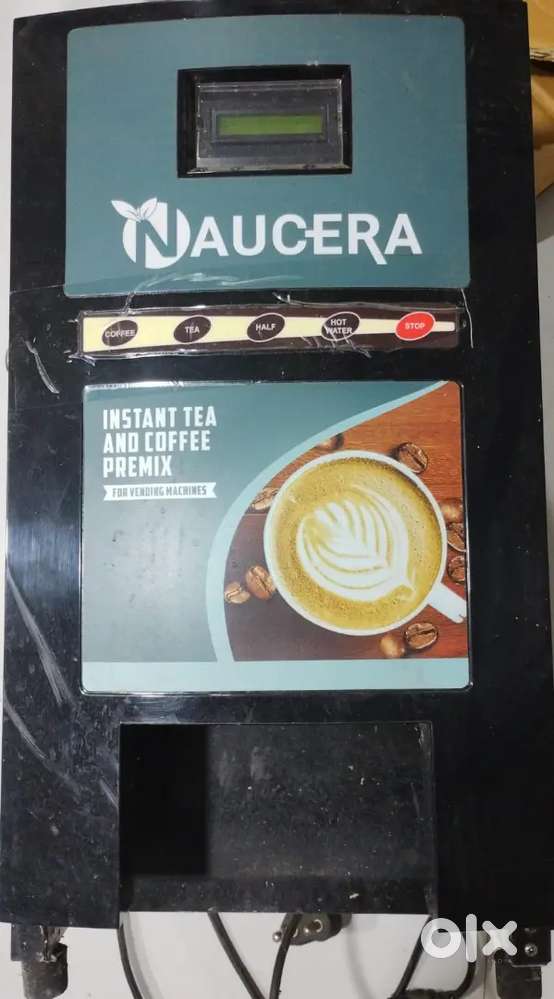 NAUCERA
COFFEE TEA HALF HOT WATER STOP
INSTANT TEA
AND COFFEE
PREMIX
FOR VENDING MACHINES
olx